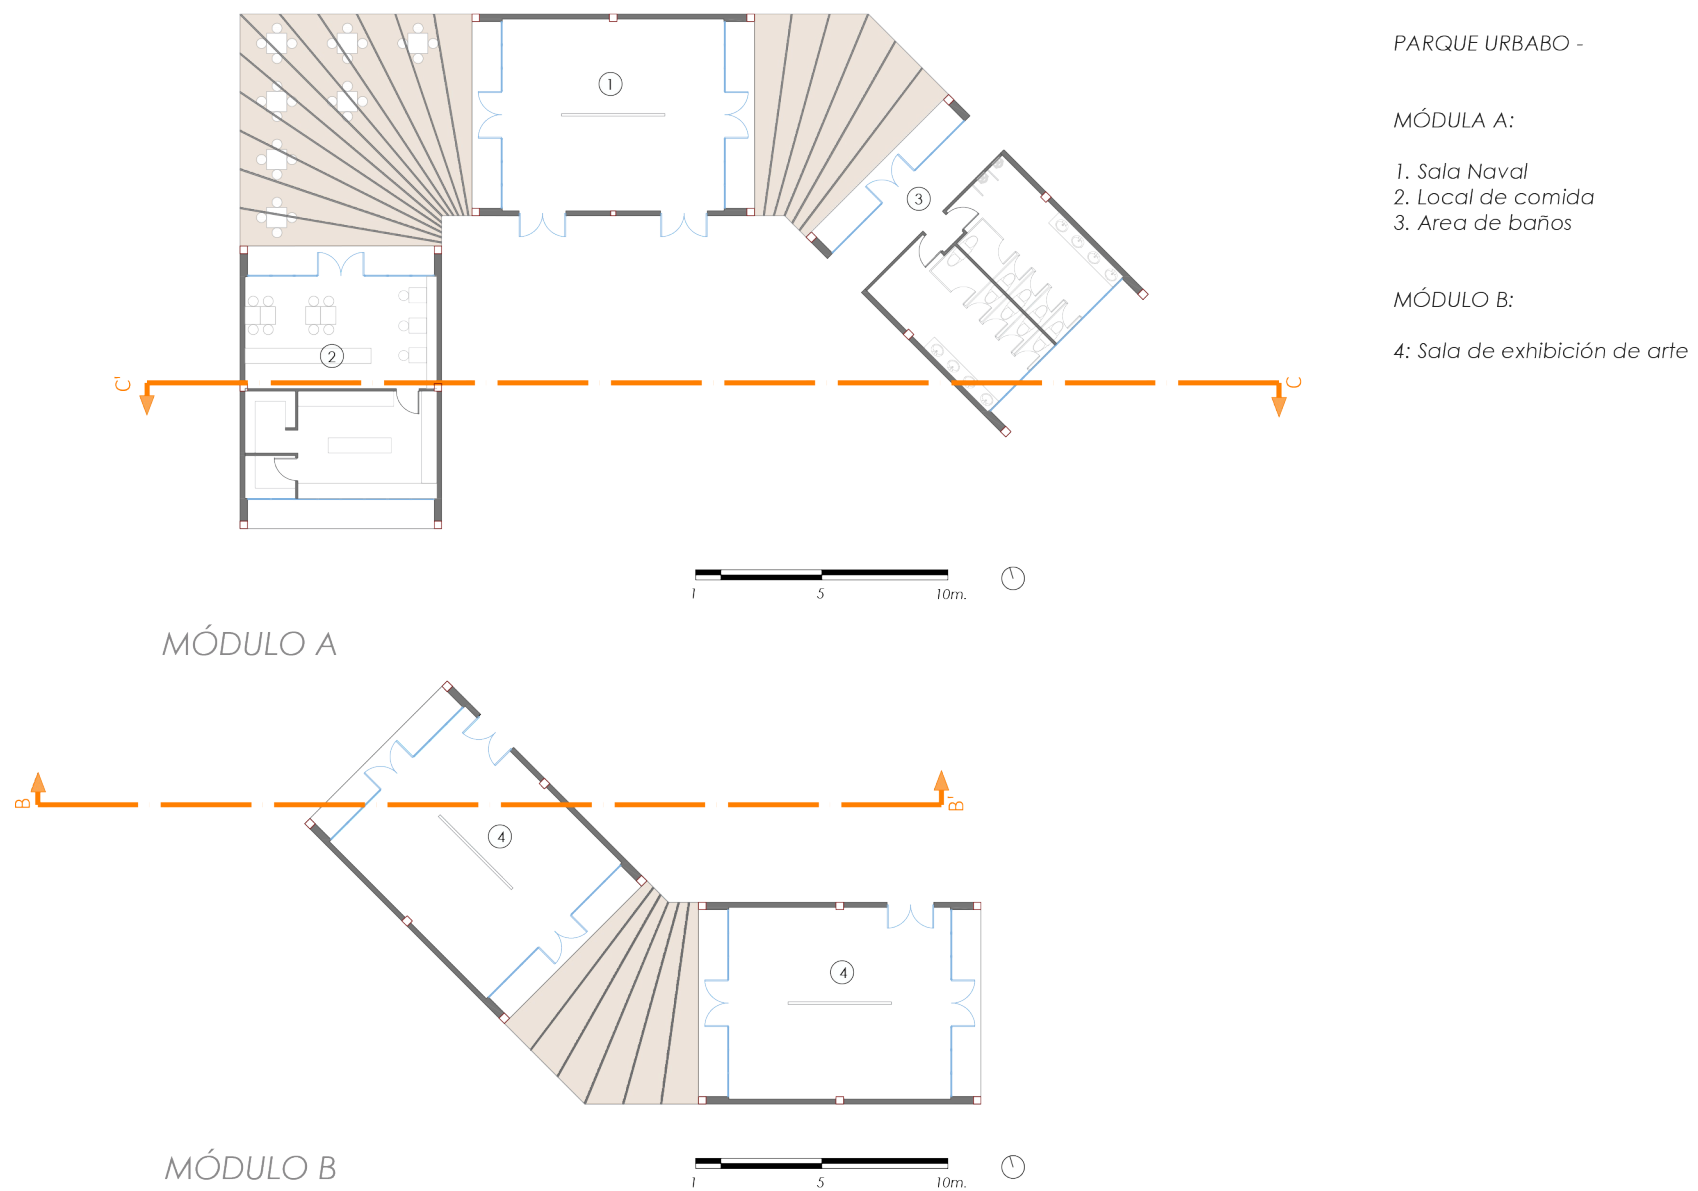 PARQUE URBABO -
MÓDULA A:
1. Sala Naval
2. Local de comida
3. Area de baños
MÓDULO B:
4: Sala de exhibición de arte
1
3
2
C'
C
1 5 10m.
MÓDULO A
B
B'
4
4
MÓDULO B
1 5 10m.